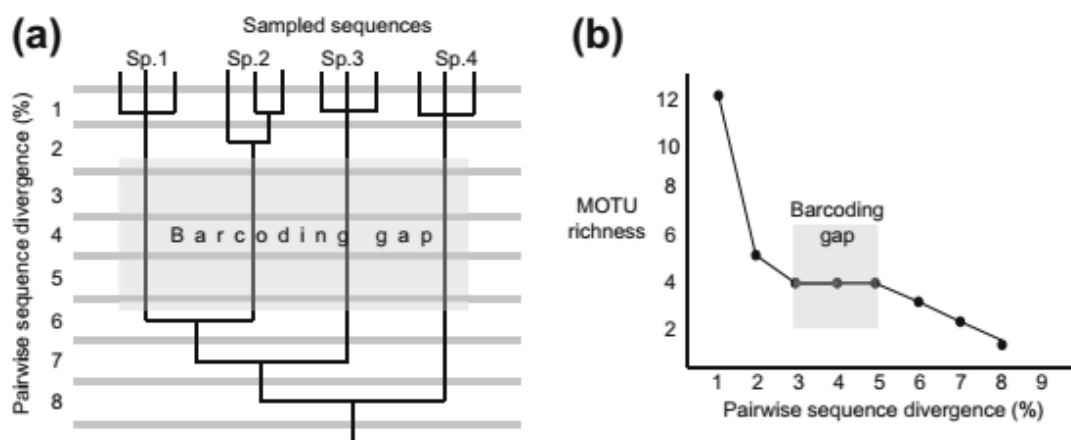 (a)
Sampled sequences
Sp.1 Sp.2 Sp.3 Sp.4
Pairwise sequence divergence (%)
1
2
3
4
5
6
7
8
Barcoding gap
(b)
MOTU
richness
12
10
8
6
4
2
Barcoding
gap
1 2 3 4 5 6 7 8 9
Pairwise sequence divergence (%)